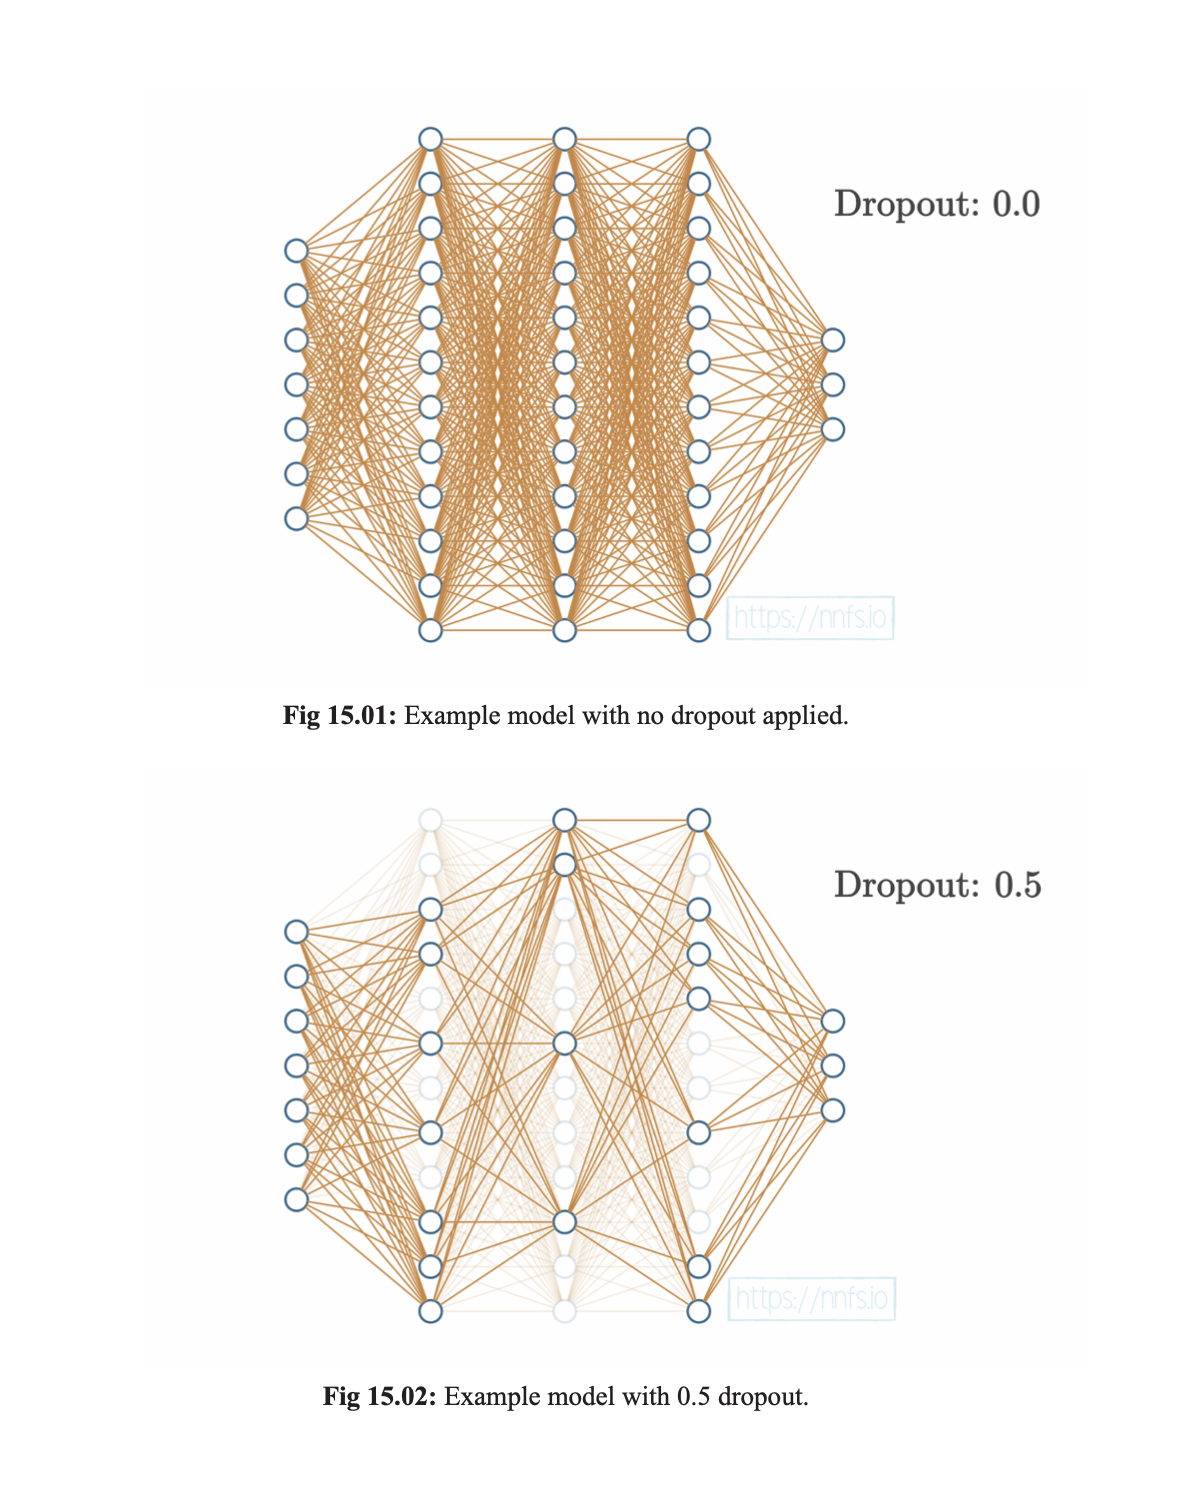 Dropout: 0.0
https://nnfs.io
Fig 15.01: Example model with no dropout applied.
Dropout: 0.5
https://nnfs.io
Fig 15.02: Example model with 0.5 dropout.